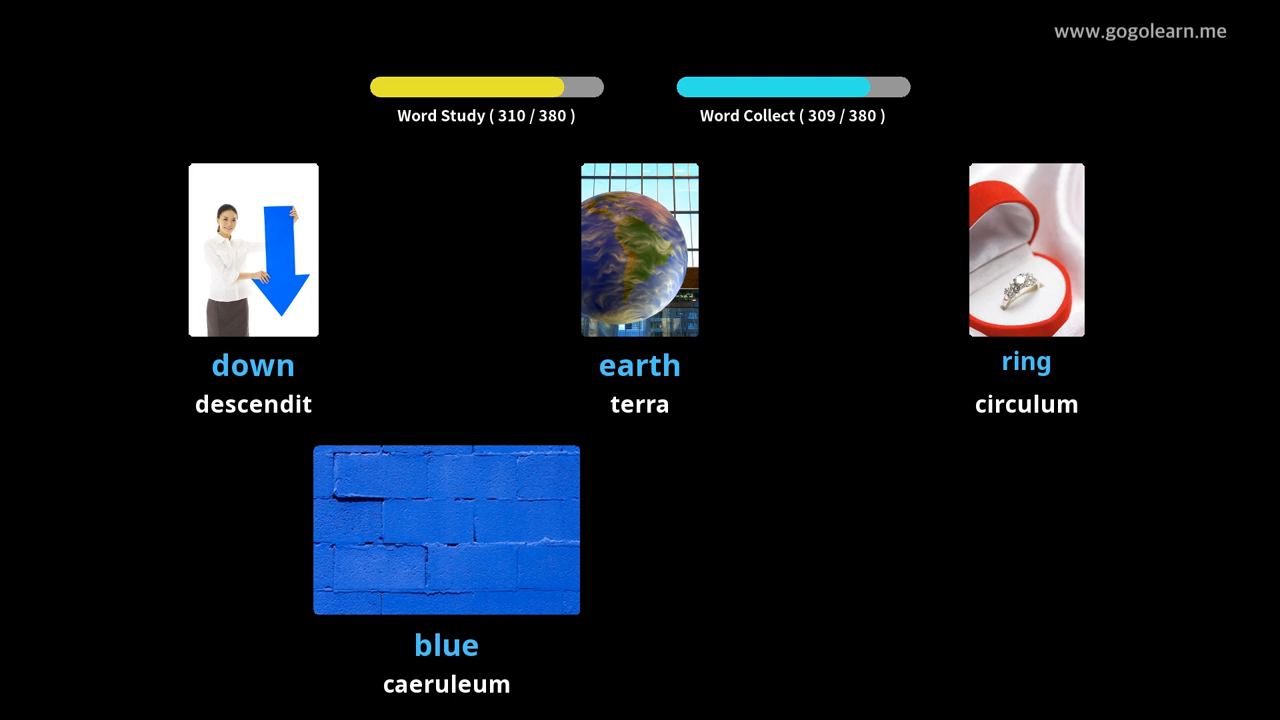 www.gogolearn.me
Word Study ( 310 / 380 )
Word Collect ( 309 / 380 )
down
earth
ring
descendit
terra
circulum
blue
caeruleum